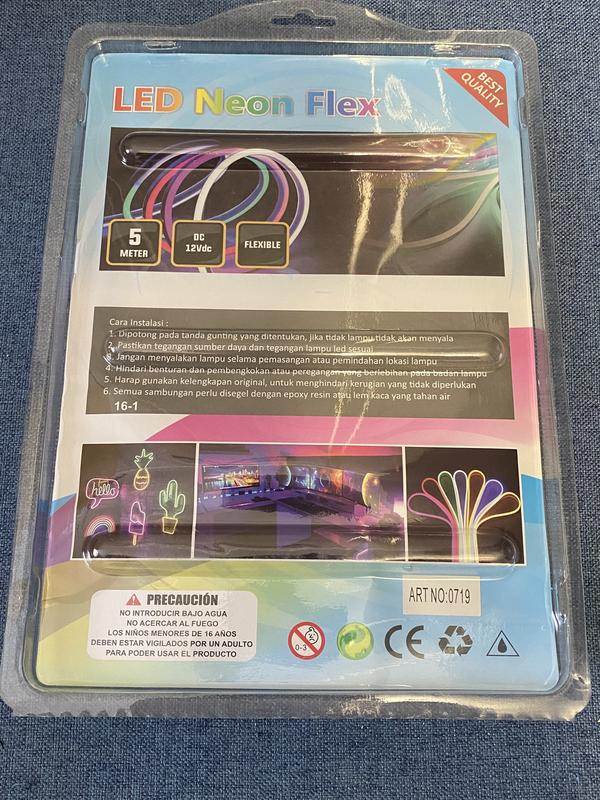 LED Neon Flex
BEST
QUALITY
5
METER
DC
12Vdc
FLEXIBLE
Cara Instalasi :
1. Dipotong pada tanda gunting yang ditentukan, jika tidak lampu tidak akan menyala
2. Pastikan tegangan sumber daya dan tegangan lampu led sesuai
3. Jangan menyalakan lampu selama pemasangan atau pemindahan lokasi lampu
4. Hindari benturan dan pembengkokan atau peregangan yang berlebihan pada badan lampu
5. Harap gunakan kelengkapan original, untuk menghindari kerugian yang tidak diperlukan
6. Semua sambungan perlu disegel dengan epoxy resin atau lem kaca yang tahan air
16-1
hello
ART NO:0719
PRECAUCIÓN
NO INTRODUCIR BAJO AGUA
NO ACERCAR AL FUEGO
LOS NIÑOS MENORES DE 16 AÑOS
DEBEN ESTAR VIGILADOS POR UN ADULTO
PARA PODER USAR EL PRODUCTO
0-3
CE